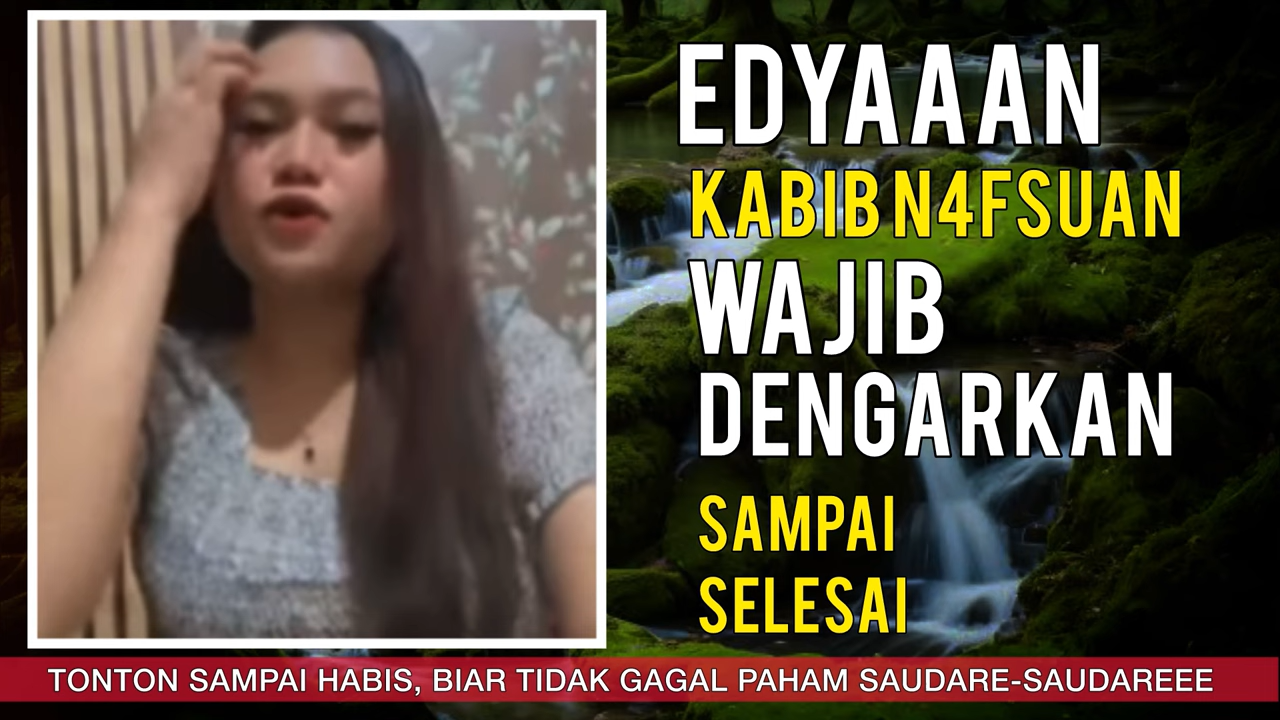 EDYAAAN
KABIB N4FSUAN
WAJIB
DENGARKAN
SAMPAI
SELESAI
TONTON SAMPAI HABIS, BIAR TIDAK GAGAL PAHAM SAUDARE-SAUDAREEE